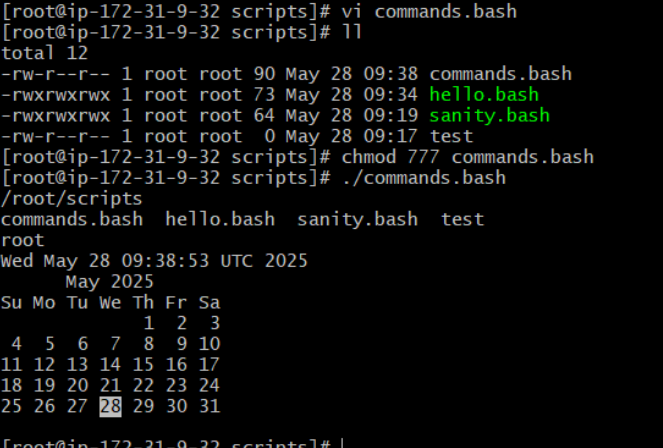 [root@ip-172-31-9-32 scripts]# vi commands.bash
[root@ip-172-31-9-32 scripts]# ll
total 12
-rw-r--r-- 1 root root 90 May 28 09:38 commands.bash
-rwxrwxrwx 1 root root 73 May 28 09:34 hello.bash
-rwxrwxrwx 1 root root 64 May 28 09:19 sanity.bash
-rw-r--r-- 1 root root  0 May 28 09:17 test
[root@ip-172-31-9-32 scripts]# chmod 777 commands.bash
[root@ip-172-31-9-32 scripts]# ./commands.bash
/root/scripts
commands.bash  hello.bash  sanity.bash  test
root
Wed May 28 09:38:53 UTC 2025
      May 2025
Su Mo Tu We Th Fr Sa
             1  2  3
 4  5  6  7  8  9 10
11 12 13 14 15 16 17
18 19 20 21 22 23 24
25 26 27 28 29 30 31
[root@ip-172-31-9-32 scripts]#